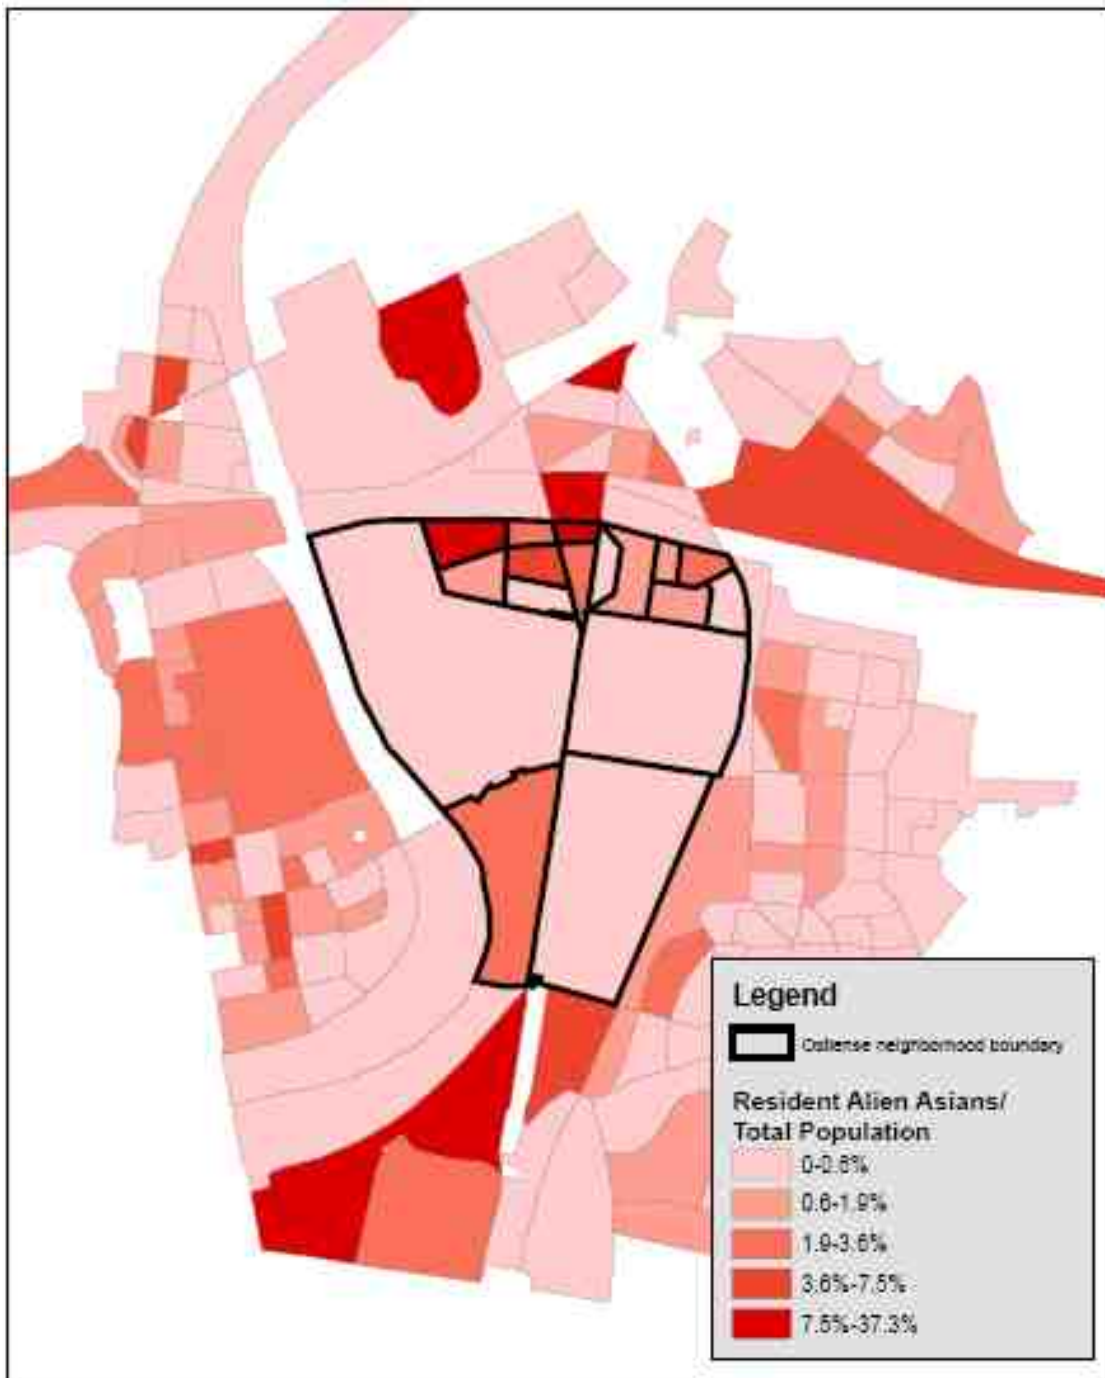 Legend
Ostiense neighborhood boundary
Resident Alien Asians/
Total Population
0-0.6%
0.6-1.9%
1.9-3.6%
3.6%-7.5%
7.5%-37.3%